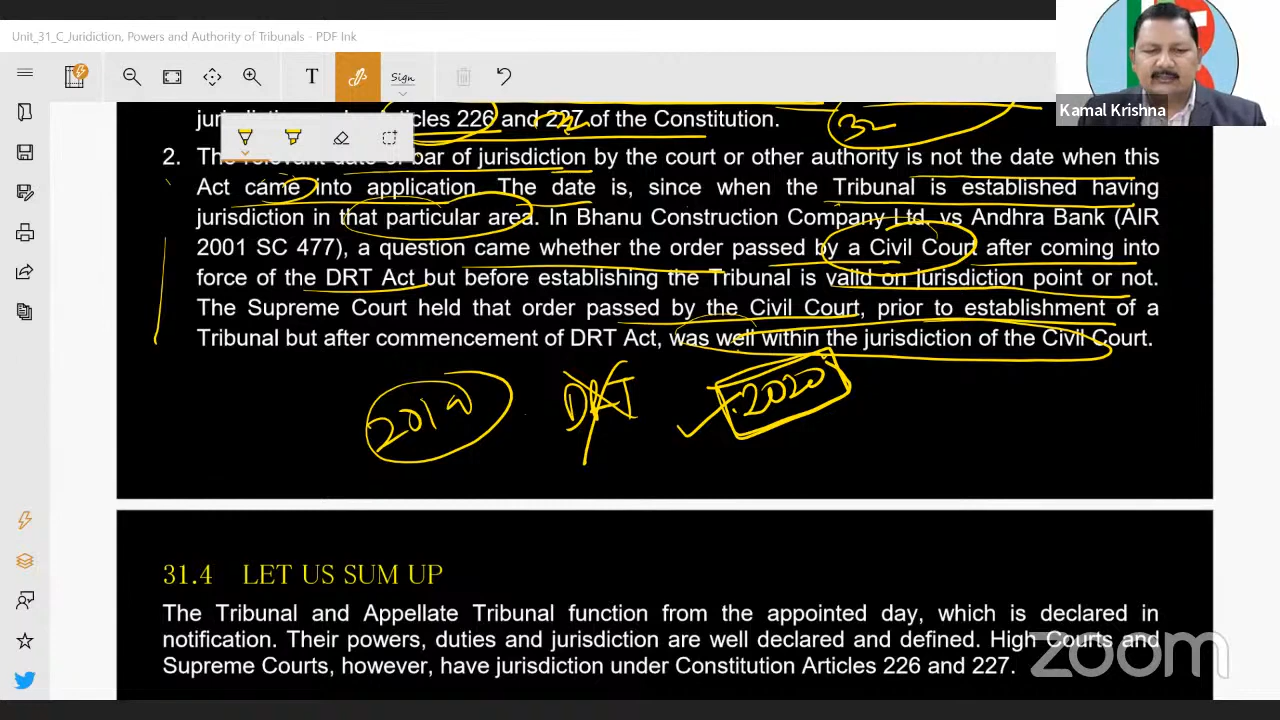 Unit_31_C_Juridiction, Powers and Authority of Tribunals - PDF Ink
T
Sign
Kamal Krishna
226 and 227 of the Constitution.
32
2. The relevant date of bar of jurisdiction by the court or other authority is not the date when this
Act came into application. The date is, since when the Tribunal is established having
jurisdiction in that particular area. In Bhanu Construction Company Ltd. vs Andhra Bank (AIR
2001 SC 477), a question came whether the order passed by a Civil Court after coming into
force of the DRT Act but before establishing the Tribunal is valid on jurisdiction point or not.
The Supreme Court held that order passed by the Civil Court, prior to establishment of a
Tribunal but after commencement of DRT Act, was well within the jurisdiction of the Civil Court.
2019 DRT 2020
31.4 LET US SUM UP
The Tribunal and Appellate Tribunal function from the appointed day, which is declared in
notification. Their powers, duties and jurisdiction are well declared and defined. High Courts and
Supreme Courts, however, have jurisdiction under Constitution Articles 226 and 227.
zoom